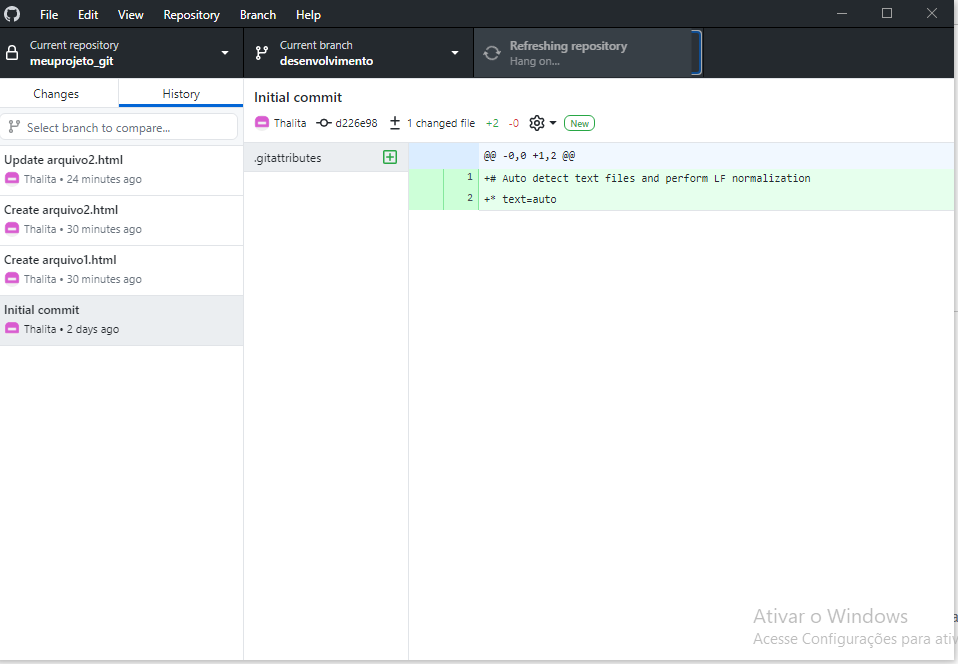 File Edit View Repository Branch Help
Current repository
meuprojeto_git
Current branch
desenvolvimento
Refreshing repository
Hang on...
Changes
History
Select branch to compare...
Update arquivo2.html
Thalita • 24 minutes ago
Create arquivo2.html
Thalita • 30 minutes ago
Create arquivo1.html
Thalita • 30 minutes ago
Initial commit
Thalita • 2 days ago
Initial commit
Thalita d226e98 1 changed file +2 -0 New
.gitattributes
@@ -0,0 +1,2 @@
1 +# Auto detect text files and perform LF normalization
2 +* text=auto
Ativar o Windows
Acesse Configurações para ativ